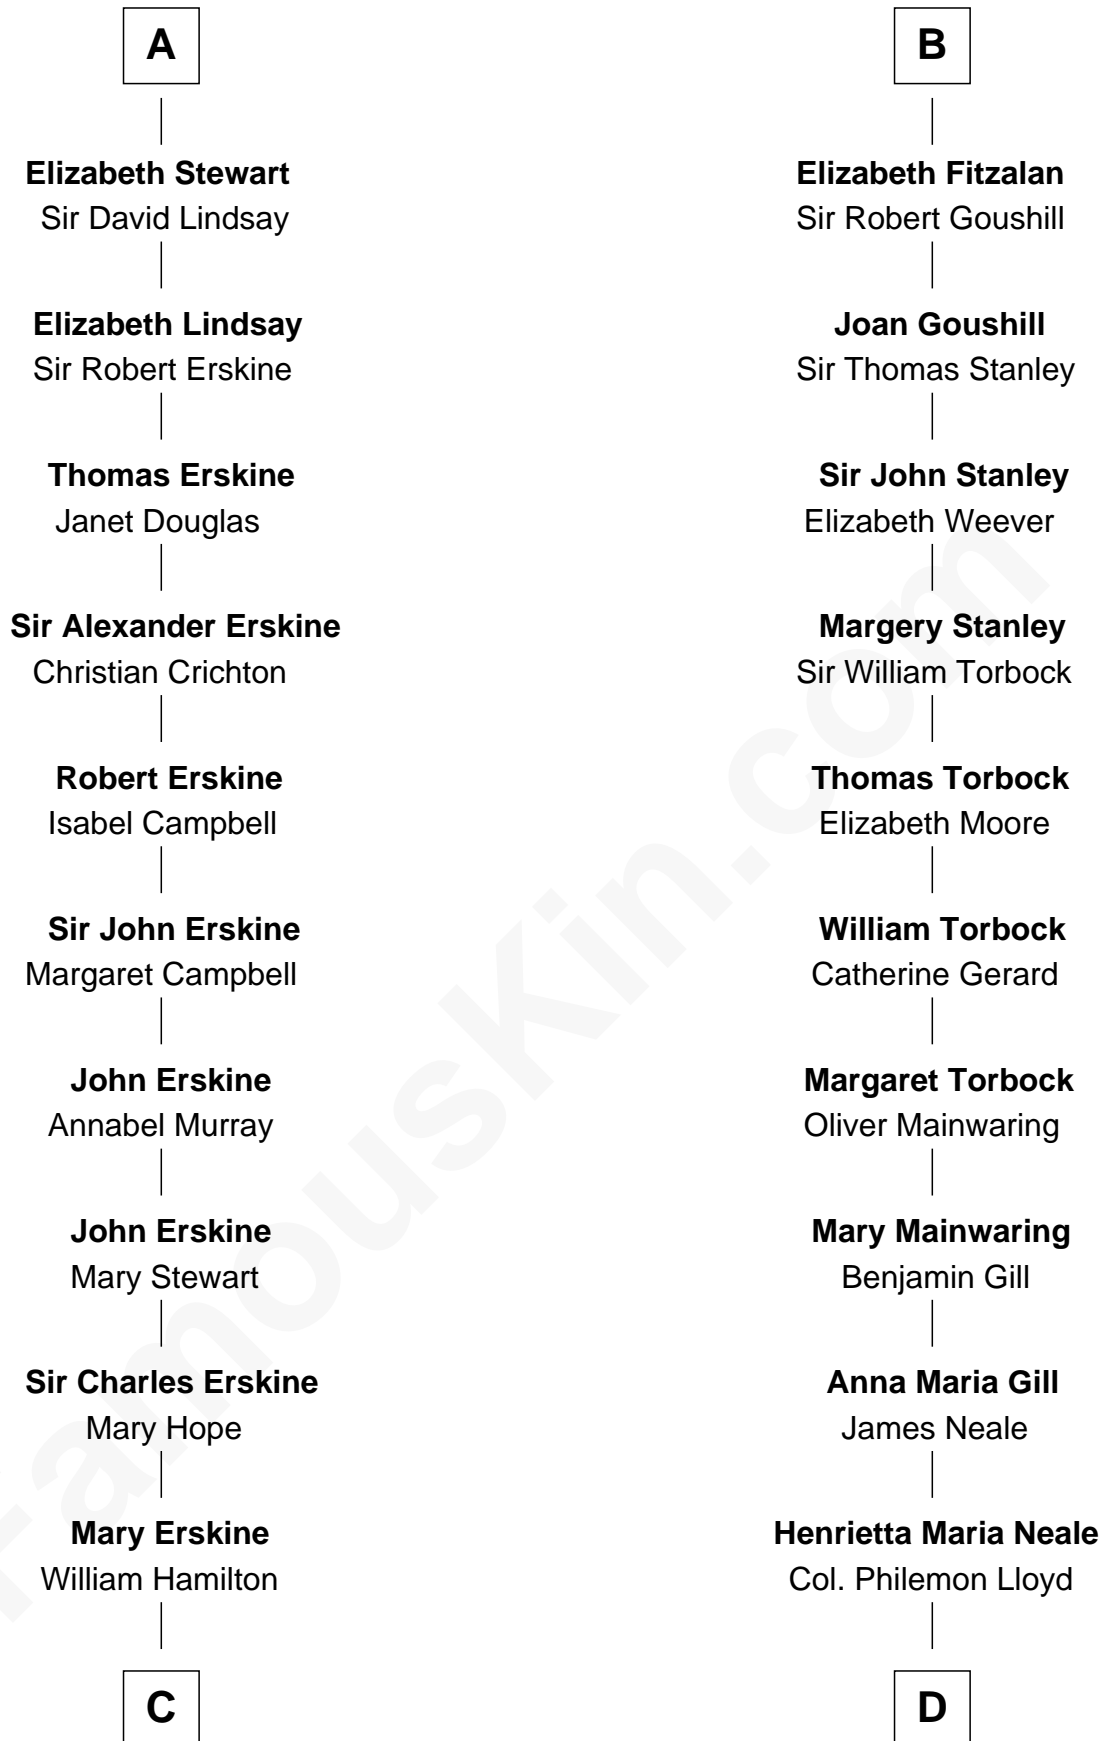 A
Elizabeth Stewart
Sir David Lindsay
Elizabeth Lindsay
Sir Robert Erskine
Thomas Erskine
Janet Douglas
Sir Alexander Erskine
Christian Crichton
Robert Erskine
Isabel Campbell
Sir John Erskine
Margaret Campbell
John Erskine
Annabel Murray
John Erskine
Mary Stewart
Sir Charles Erskine
Mary Hope
Mary Erskine
William Hamilton
C
B
Elizabeth Fitzalan
Sir Robert Goushill
Joan Goushill
Sir Thomas Stanley
Sir John Stanley
Elizabeth Weever
Margery Stanley
Sir William Torbock
Thomas Torbock
Elizabeth Moore
William Torbock
Catherine Gerard
Margaret Torbock
Oliver Mainwaring
Mary Mainwaring
Benjamin Gill
Anna Maria Gill
James Neale
Henrietta Maria Neale
Col. Philemon Lloyd
D
FamousKin.com